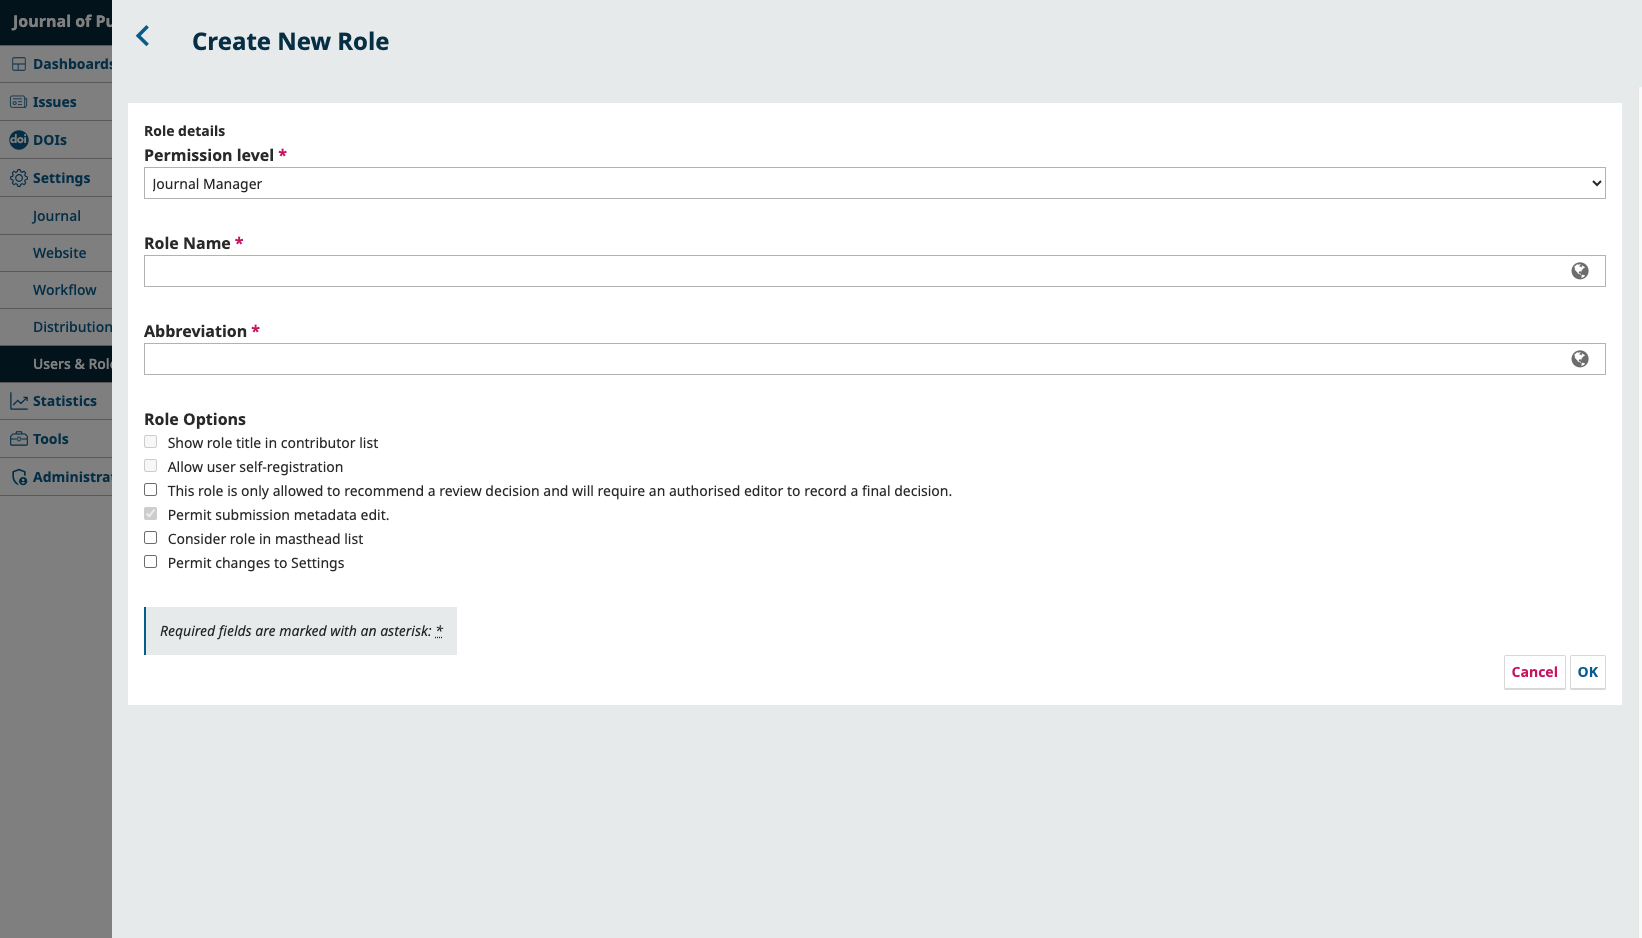 Journal of Pu
Dashboards
Issues
doi DOIs
Settings
Journal
Website
Workflow
Distribution
Users & Rol
Statistics
Tools
Administra
Create New Role
Role details
Permission level *
Journal Manager
Role Name *
Abbreviation *
Role Options
Show role title in contributor list
Allow user self-registration
This role is only allowed to recommend a review decision and will require an authorised editor to record a final decision.
Permit submission metadata edit.
Consider role in masthead list
Permit changes to Settings
Required fields are marked with an asterisk: *
Cancel OK